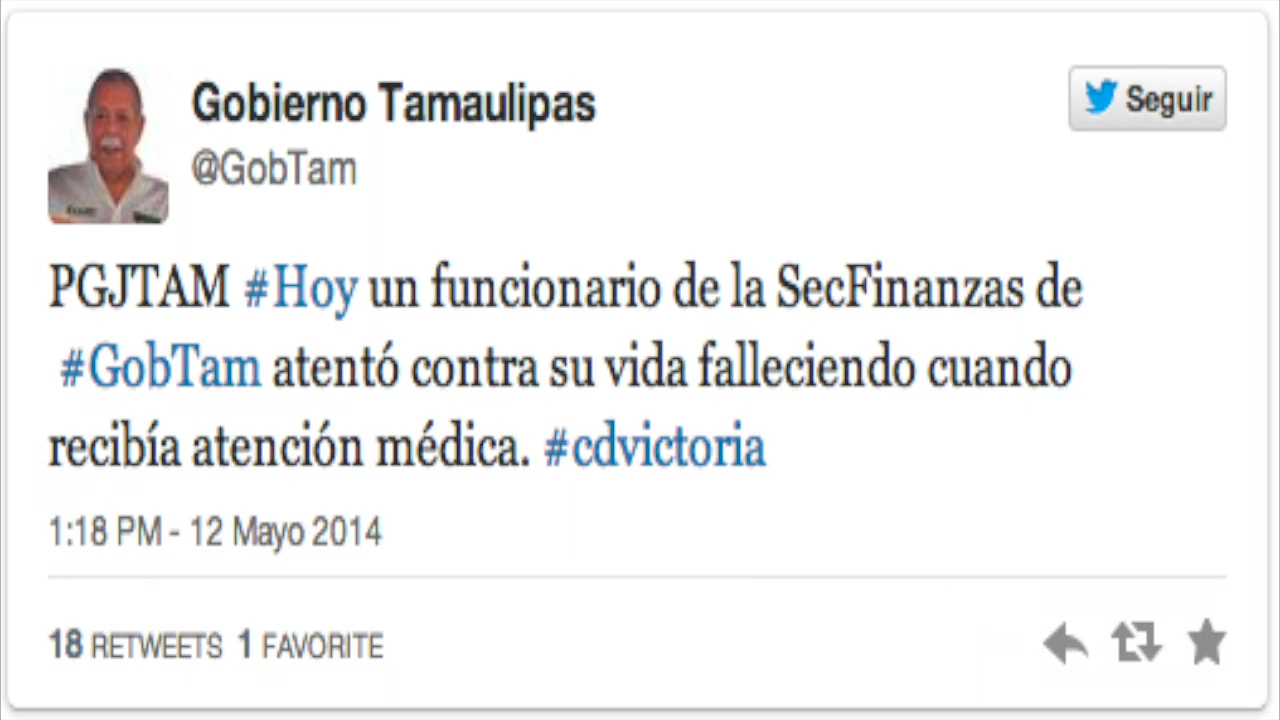 Gobierno Tamaulipas
@GobTam
Seguir
PGJTAM #Hoy un funcionario de la SecFinanzas de
#GobTam atentó contra su vida falleciendo cuando
recibía atención médica. #cdvictoria
1:18 PM - 12 Mayo 2014
18 RETWEETS 1 FAVORITE